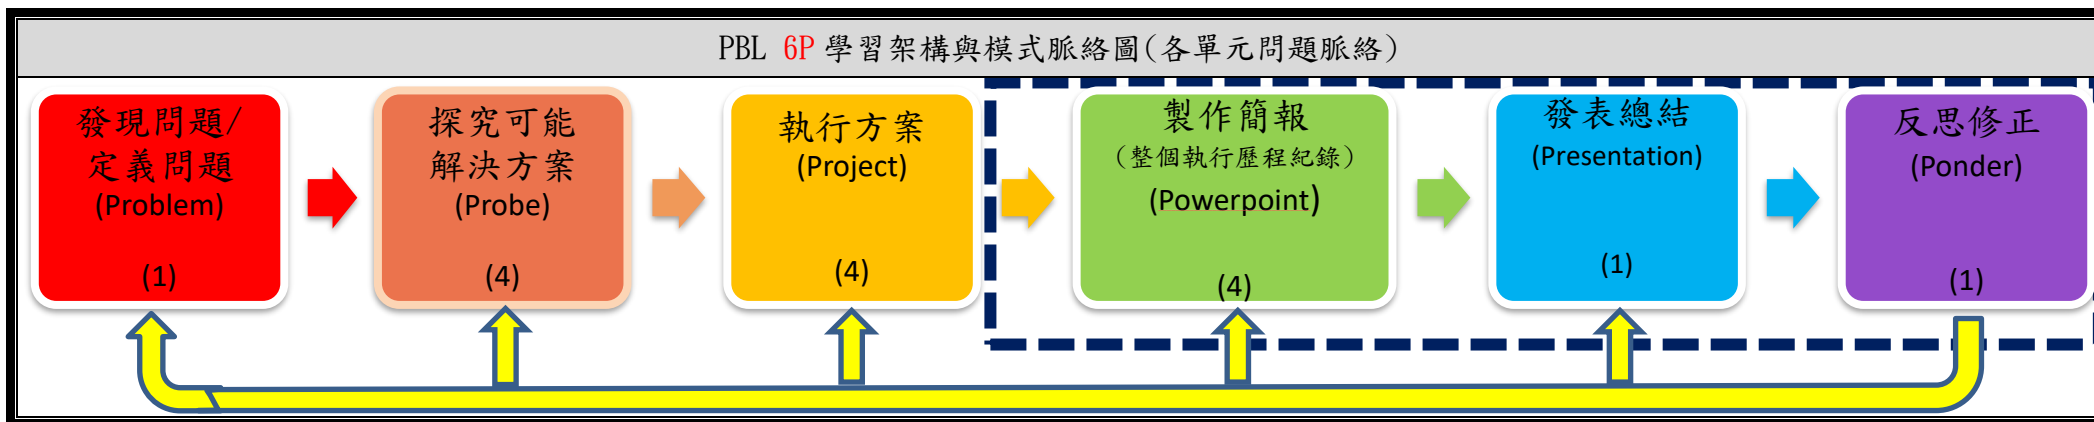 PBL 6P 學習架構與模式脈絡圖(各單元問題脈絡)
發現問題/
定義問題
(Problem)
(1)
探究可能
解決方案
(Probe)
(4)
執行方案
(Project)
(4)
製作簡報
(整個執行歷程紀錄)
(Powerpoint)
(4)
發表總結
(Presentation)
(1)
反思修正
(Ponder)
(1)